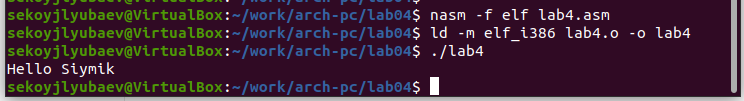 sekoyjlyubaev@VirtualBox:~/work/arch-pc/lab04$ nasm -f elf lab4.asm
sekoyjlyubaev@VirtualBox:~/work/arch-pc/lab04$ ld -m elf_i386 lab4.o -o lab4
sekoyjlyubaev@VirtualBox:~/work/arch-pc/lab04$ ./lab4
Hello Siymik
sekoyjlyubaev@VirtualBox:~/work/arch-pc/lab04$